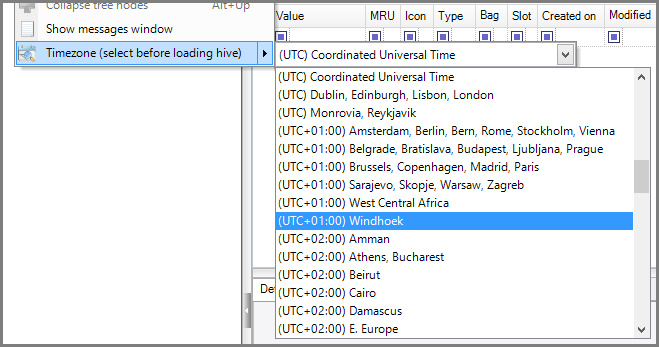 Collapse tree nodes Alt+Up
Show messages window
Timezone (select before loading hive)
Value MRU Icon Type Bag Slot Created on Modified
(UTC) Coordinated Universal Time
(UTC) Coordinated Universal Time
(UTC) Dublin, Edinburgh, Lisbon, London
(UTC) Monrovia, Reykjavik
(UTC+01:00) Amsterdam, Berlin, Bern, Rome, Stockholm, Vienna
(UTC+01:00) Belgrade, Bratislava, Budapest, Ljubljana, Prague
(UTC+01:00) Brussels, Copenhagen, Madrid, Paris
(UTC+01:00) Sarajevo, Skopje, Warsaw, Zagreb
(UTC+01:00) West Central Africa
(UTC+01:00) Windhoek
(UTC+02:00) Amman
(UTC+02:00) Athens, Bucharest
(UTC+02:00) Beirut
(UTC+02:00) Cairo
(UTC+02:00) Damascus
(UTC+02:00) E. Europe